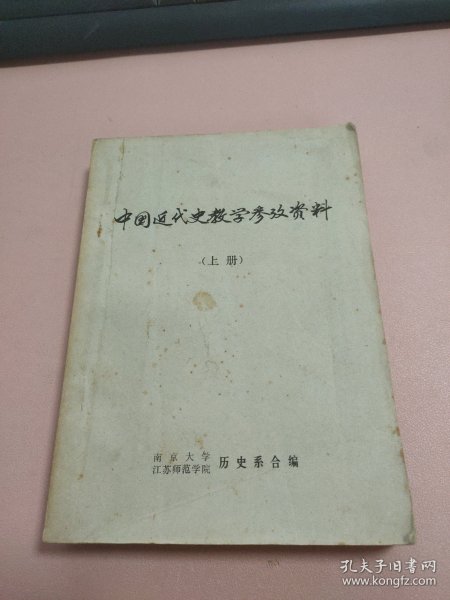 中国近代史教学参攷资料
（上册）
南京大学
江苏师范学院 历史系合编
孔夫子旧书网
www.kongfz.com